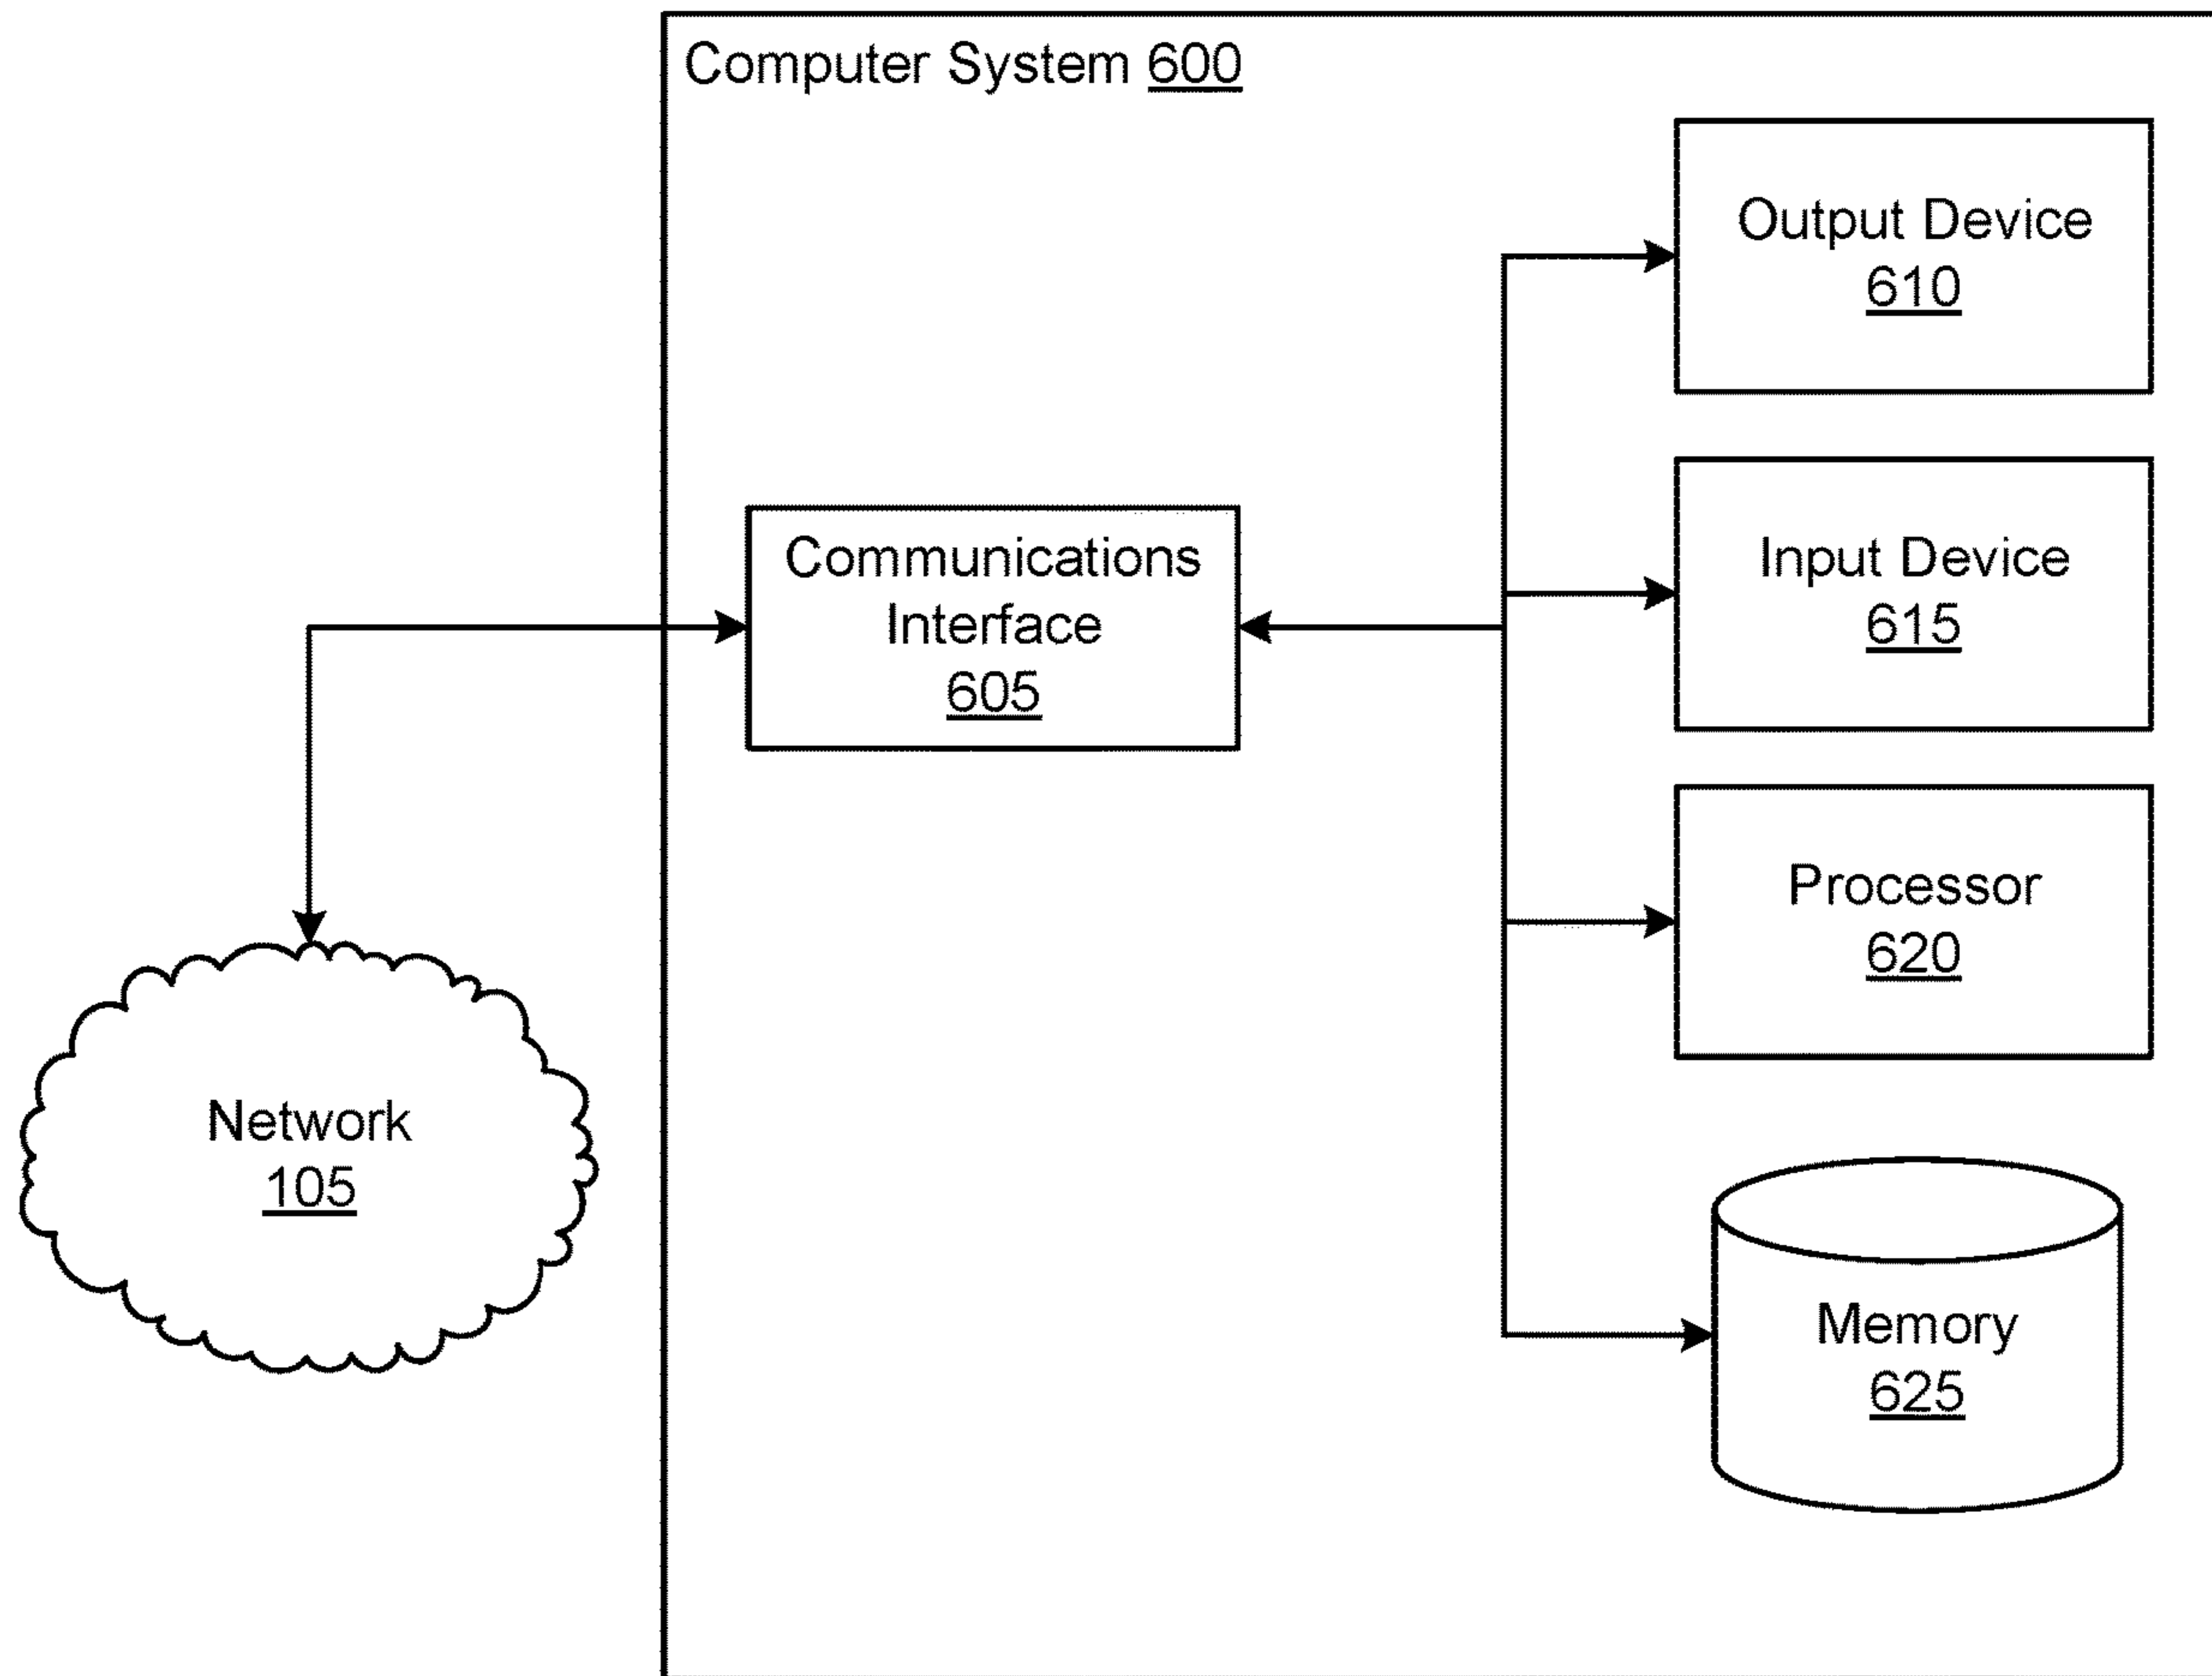 Computer System 600
Output Device
610
Communications
Interface
605
Input Device
615
Processor
620
Network
105
Memory
625